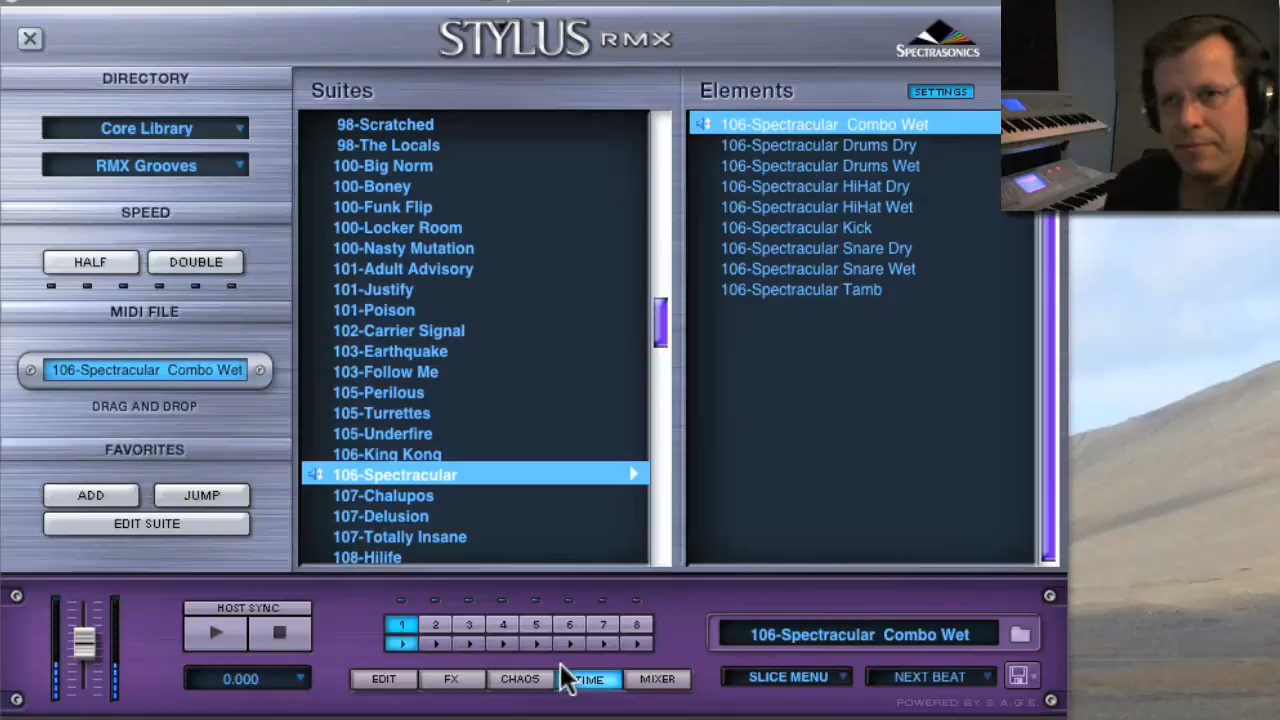 STYLUS RMX
SPECTRASONICS
DIRECTORY
Core Library
RMX Grooves
SPEED
HALF
DOUBLE
MIDI FILE
106-Spectracular Combo Wet
DRAG AND DROP
FAVORITES
ADD
JUMP
EDIT SUITE
Suites
98-Scratched
98-The Locals
100-Big Norm
100-Boney
100-Funk Flip
100-Locker Room
100-Nasty Mutation
101-Adult Advisory
101-Justify
101-Poison
102-Carrier Signal
103-Earthquake
103-Follow Me
105-Perilous
105-Turrettes
105-Underfire
106-King Kong
106-Spectracular
107-Chalupos
107-Delusion
107-Totally Insane
108-Hilife
Elements
SETTINGS
106-Spectracular Combo Wet
106-Spectracular Drums Dry
106-Spectracular Drums Wet
106-Spectracular HiHat Dry
106-Spectracular HiHat Wet
106-Spectracular Kick
106-Spectracular Snare Dry
106-Spectracular Snare Wet
106-Spectracular Tamb
HOST SYNC
0.000
1 2 3 4 5 6 7 8
EDIT FX CHAOS TIME MIXER
106-Spectracular Combo Wet
SLICE MENU
NEXT BEAT
POWERED BY S.A.G.E.